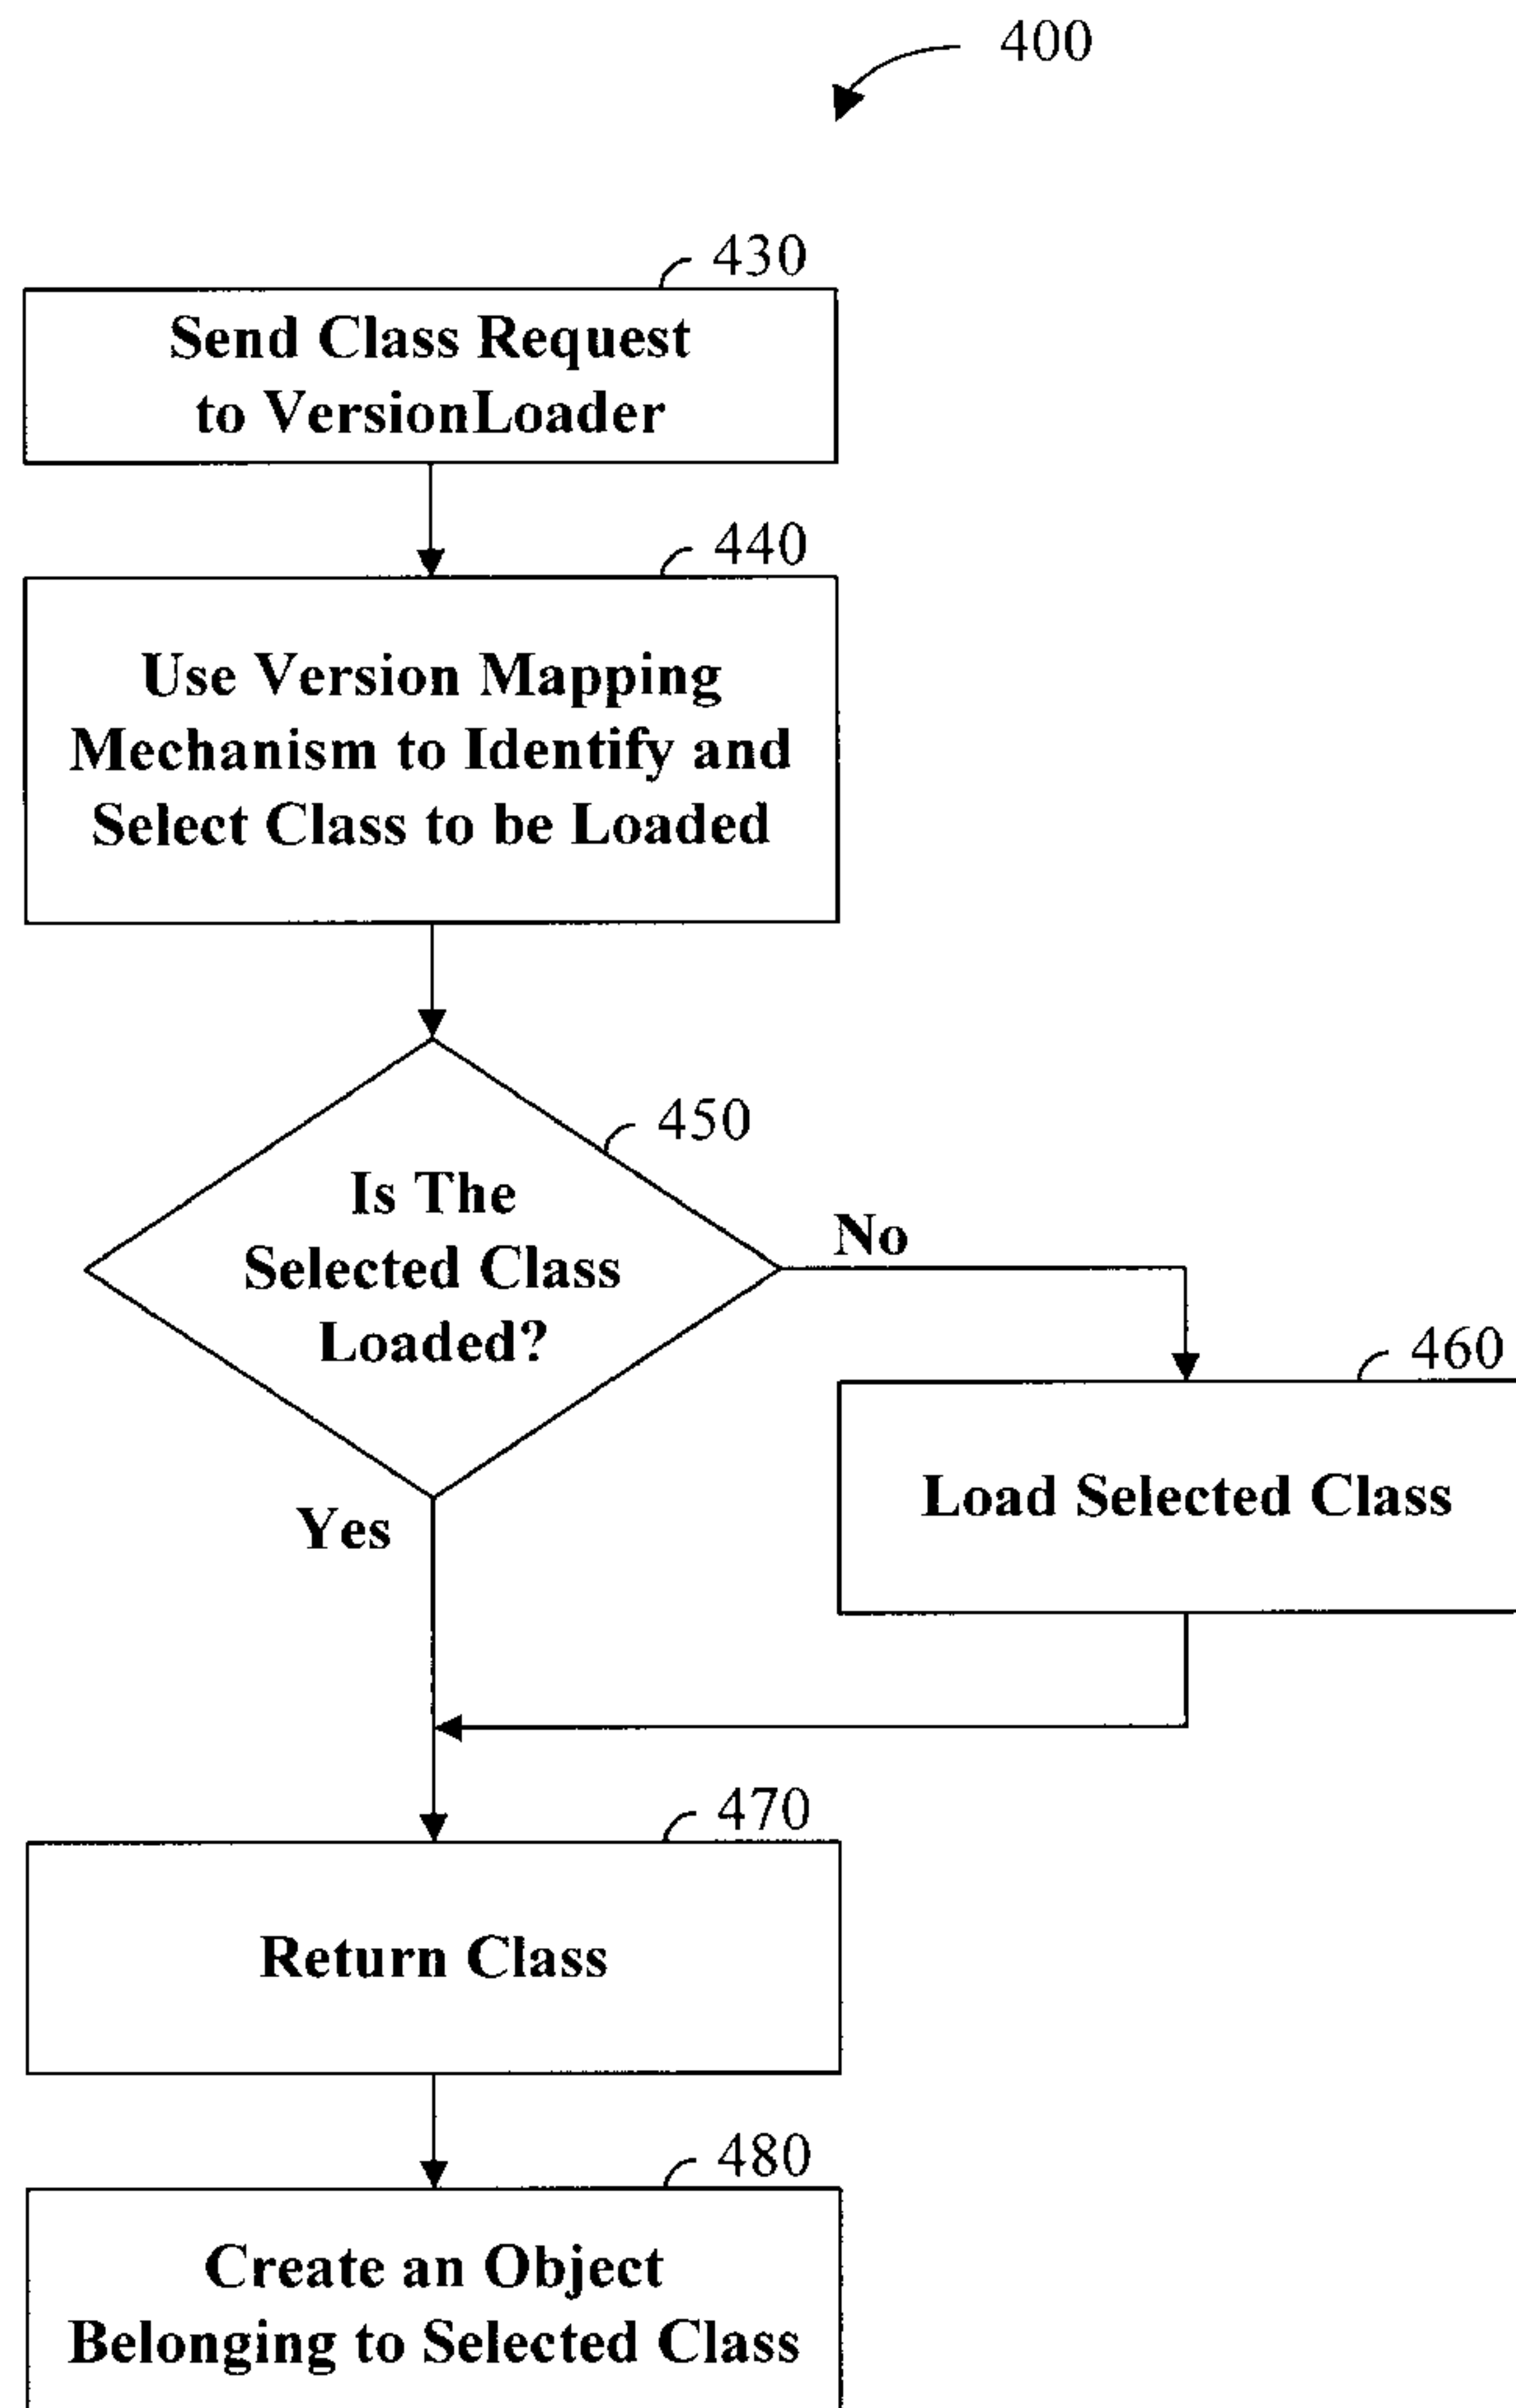 400
430
Send Class Request
to VersionLoader
440
Use Version Mapping
Mechanism to Identify and
Select Class to be Loaded
450
Is The
Selected Class
Loaded?
No
460
Load Selected Class
Yes
470
Return Class
480
Create an Object
Belonging to Selected Class